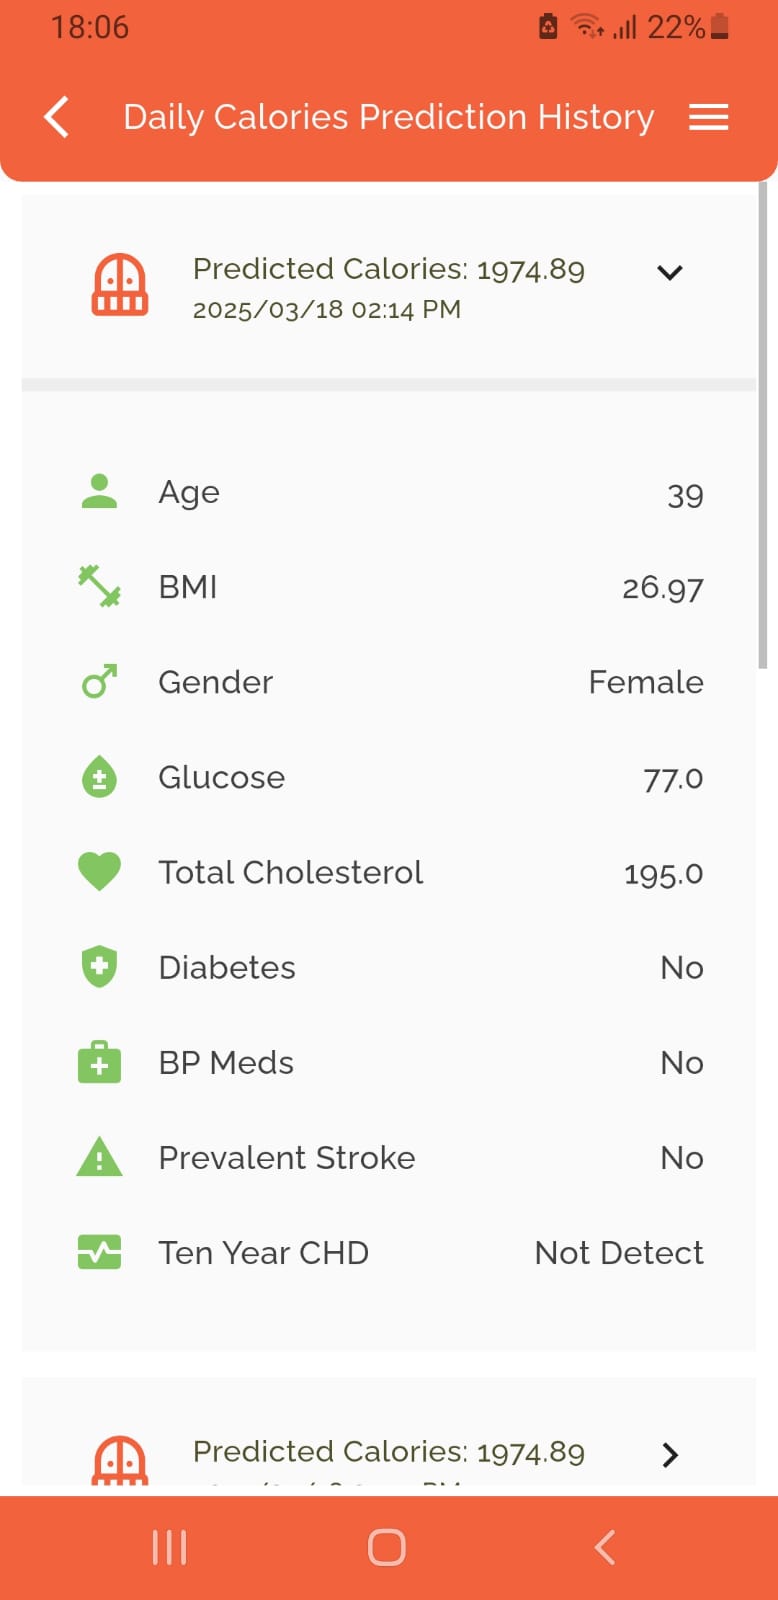 18:06
22%
Daily Calories Prediction History
Predicted Calories: 1974.89
2025/03/18 02:14 PM
Age 39
BMI 26.97
Gender Female
Glucose 77.0
Total Cholesterol 195.0
Diabetes No
BP Meds No
Prevalent Stroke No
Ten Year CHD Not Detect
Predicted Calories: 1974.89